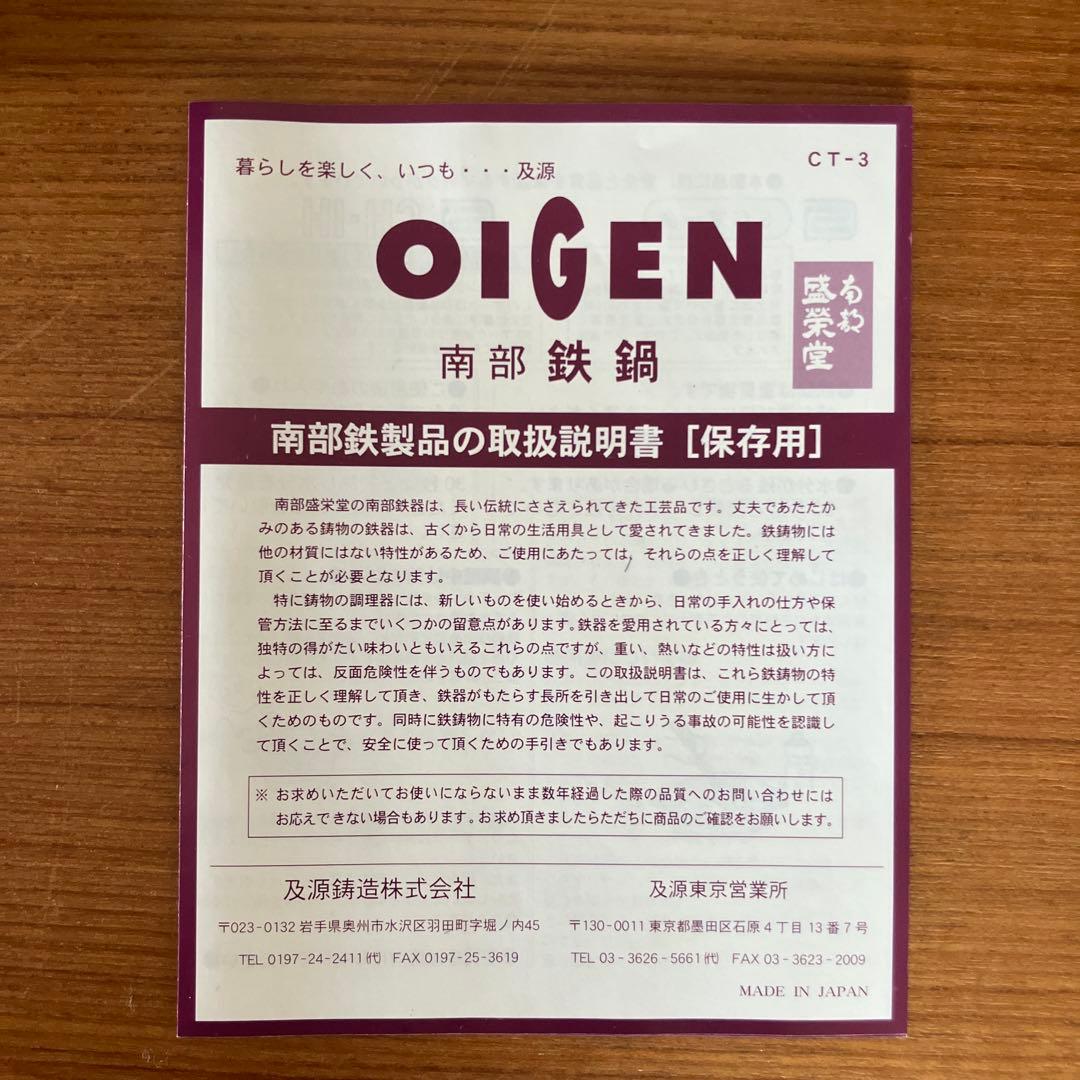 暮らしを楽しく、いつも・・・及源
CT-3
OIGEN
南部
盛榮堂
南部 鉄鍋
南部鉄製品の取扱説明書［保存用］
南部盛栄堂の南部鉄器は、長い伝統にささえられてきた工芸品です。丈夫であたたか
みのある鋳物の鉄器は、古くから日常の生活用具として愛されてきました。鉄鋳物には
他の材質にはない特性があるため、ご使用にあたっては、それらの点を正しく理解して
頂くことが必要となります。
特に鋳物の調理器には、新しいものを使い始めるときから、日常の手入れの仕方や保
管方法に至るまでいくつかの留意点があります。鉄器を愛用されている方々にとっては、
独特の得がたい味わいともいえるこれらの点ですが、重い、熱いなどの特性は扱い方に
よっては、反面危険性を伴うものでもあります。この取扱説明書は、これら鉄鋳物の特
性を正しく理解して頂き、鉄器がもたらす長所を引き出して日常のご使用に生かして頂
くためのものです。同時に鉄鋳物に特有の危険性や、起こりうる事故の可能性を認識し
て頂くことで、安全に使って頂くための手引きでもあります。
※ お求めいただいてお使いにならないまま数年経過した際の品質へのお問い合わせには
お応えできない場合もあります。お求め頂きましたらただちに商品のご確認をお願いします。
及源鋳造株式会社
〒023-0132 岩手県奥州市水沢区羽田町字堀ノ内45
TEL 0197-24-2411㈹ FAX 0197-25-3619
及源東京営業所
〒130-0011 東京都墨田区石原4丁目13番7号
TEL 03-3626-5661㈹ FAX 03-3623-2009
MADE IN JAPAN